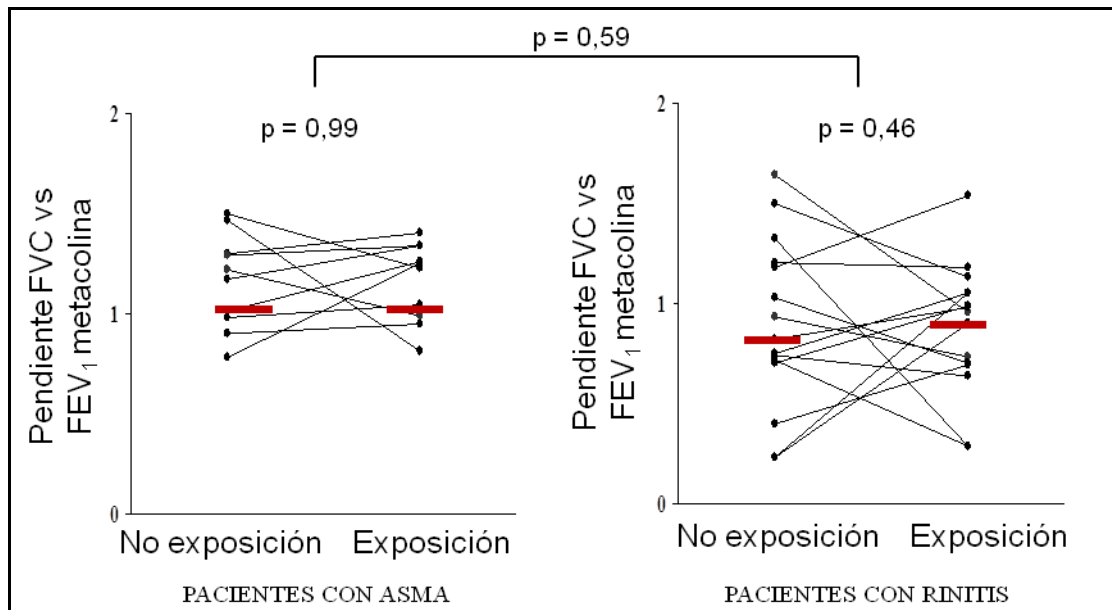 p = 0,59
p = 0,99
p = 0,46
2
1
0
Pendiente FVC vs
FEV1 metacolina
No exposición
Exposición
PACIENTES CON ASMA
2
1
0
Pendiente FVC vs
FEV1 metacolina
No exposición
Exposición
PACIENTES CON RINITIS